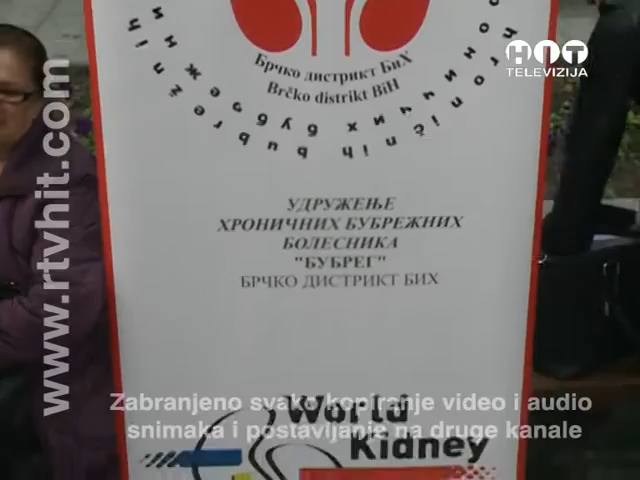 HIT
TELEVIZIJA
www.rtvhit.com
Брчко дистрикт БиХ
Brčko distrikt BiH
УДРУЖЕЊЕ
ХРОНИЧНИХ БУБРЕЖНИХ
БОЛЕСНИКА
"БУБРЕГ"
БРЧКО ДИСТРИКТ БИХ
Zabranjeno svako kopiranje video i audio
snimaka i postavljanje na druge kanale
World
Kidney